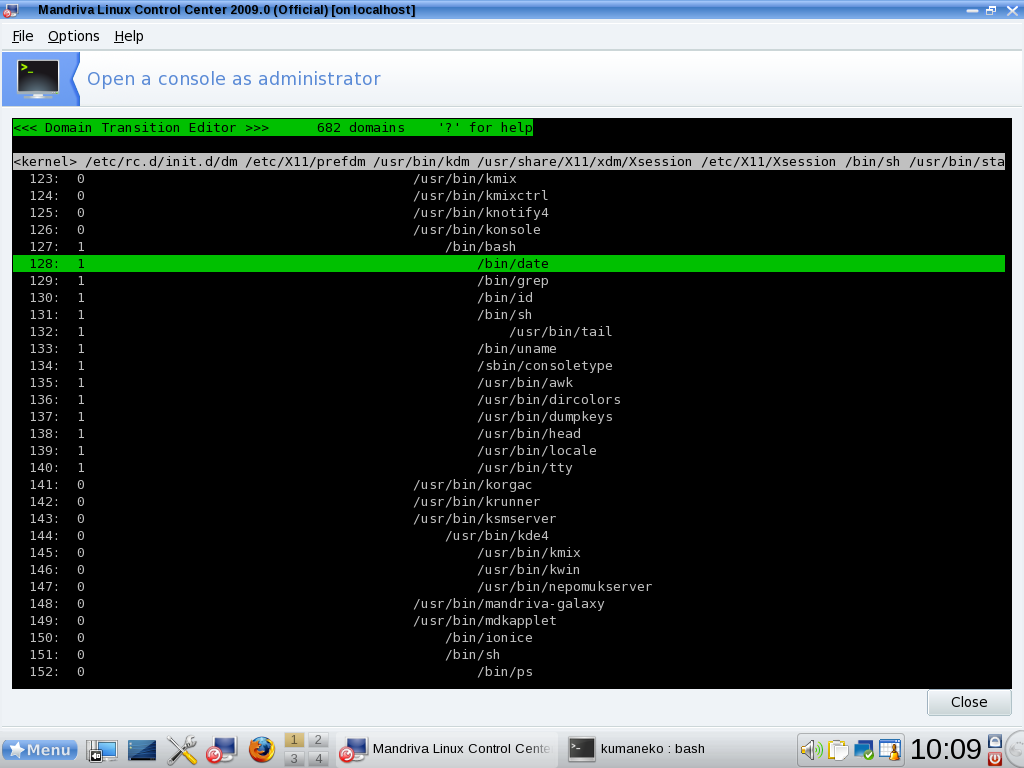 Mandriva Linux Control Center 2009.0 (Official) [on localhost]
File Options Help
>_
Open a console as administrator
<<< Domain Transition Editor >>>      682 domains    '?' for help
<kernel> /etc/rc.d/init.d/dm /etc/X11/prefdm /usr/bin/kdm /usr/share/X11/xdm/Xsession /etc/X11/Xsession /bin/sh /usr/bin/sta
123: 0 /usr/bin/kmix
124: 0 /usr/bin/kmixctrl
125: 0 /usr/bin/knotify4
126: 0 /usr/bin/konsole
127: 1 /bin/bash
128: 1 /bin/date
129: 1 /bin/grep
130: 1 /bin/id
131: 1 /bin/sh
132: 1 /usr/bin/tail
133: 1 /bin/uname
134: 1 /sbin/consoletype
135: 1 /usr/bin/awk
136: 1 /usr/bin/dircolors
137: 1 /usr/bin/dumpkeys
138: 1 /usr/bin/head
139: 1 /usr/bin/locale
140: 1 /usr/bin/tty
141: 0 /usr/bin/korgac
142: 0 /usr/bin/krunner
143: 0 /usr/bin/ksmserver
144: 0 /usr/bin/kde4
145: 0 /usr/bin/kmix
146: 0 /usr/bin/kwin
147: 0 /usr/bin/nepomukserver
148: 0 /usr/bin/mandriva-galaxy
149: 0 /usr/bin/mdkapplet
150: 0 /bin/ionice
151: 0 /bin/sh
152: 0 /bin/ps
Close
Menu 1 2 Mandriva Linux Control Cente kumaneko : bash 10:09
3 4